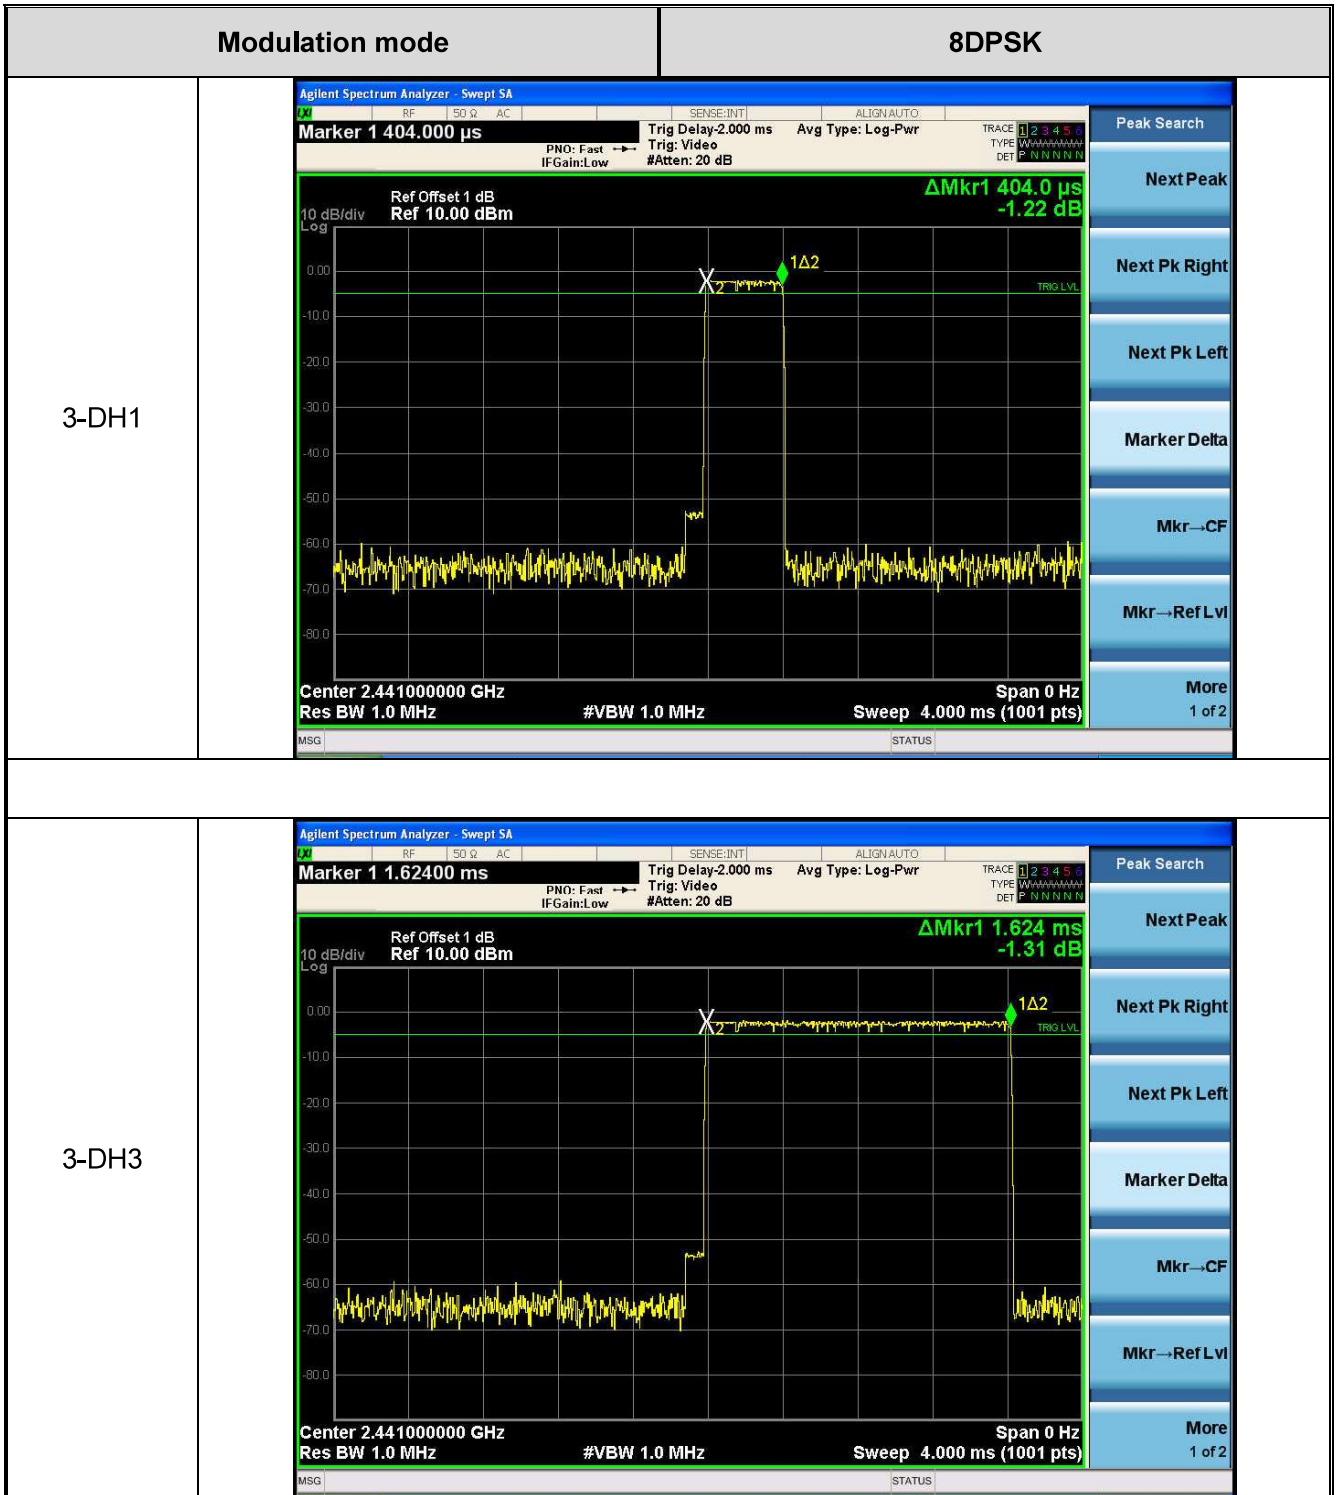 Modulation mode 8DPSK
3-DH1
Agilent Spectrum Analyzer - Swept SA
LXI RF 50 Ω AC SENSE:INT ALIGN AUTO
Marker 1 404.000 µs
PNO: Fast
IFGain:Low
Trig Delay-2.000 ms
Trig: Video
#Atten: 20 dB
Avg Type: Log-Pwr
TRACE 1 2 3 4 5 6
TYPE W
DET P N N N N N
Ref Offset 1 dB
10 dB/div Ref 10.00 dBm
Log
ΔMkr1 404.0 µs
-1.22 dB
0.00
-10.0
-20.0
-30.0
-40.0
-50.0
-60.0
-70.0
-80.0
2
1Δ2
TRIG LVL
Center 2.441000000 GHz Span 0 Hz
Res BW 1.0 MHz #VBW 1.0 MHz Sweep 4.000 ms (1001 pts)
MSG STATUS
Peak Search
Next Peak
Next Pk Right
Next Pk Left
Marker Delta
Mkr→CF
Mkr→Ref Lvl
More
1 of 2
3-DH3
Agilent Spectrum Analyzer - Swept SA
LXI RF 50 Ω AC SENSE:INT ALIGN AUTO
Marker 1 1.62400 ms
PNO: Fast
IFGain:Low
Trig Delay-2.000 ms
Trig: Video
#Atten: 20 dB
Avg Type: Log-Pwr
TRACE 1 2 3 4 5 6
TYPE W
DET P N N N N N
Ref Offset 1 dB
10 dB/div Ref 10.00 dBm
Log
ΔMkr1 1.624 ms
-1.31 dB
0.00
-10.0
-20.0
-30.0
-40.0
-50.0
-60.0
-70.0
-80.0
2
1Δ2
TRIG LVL
Center 2.441000000 GHz Span 0 Hz
Res BW 1.0 MHz #VBW 1.0 MHz Sweep 4.000 ms (1001 pts)
MSG STATUS
Peak Search
Next Peak
Next Pk Right
Next Pk Left
Marker Delta
Mkr→CF
Mkr→Ref Lvl
More
1 of 2